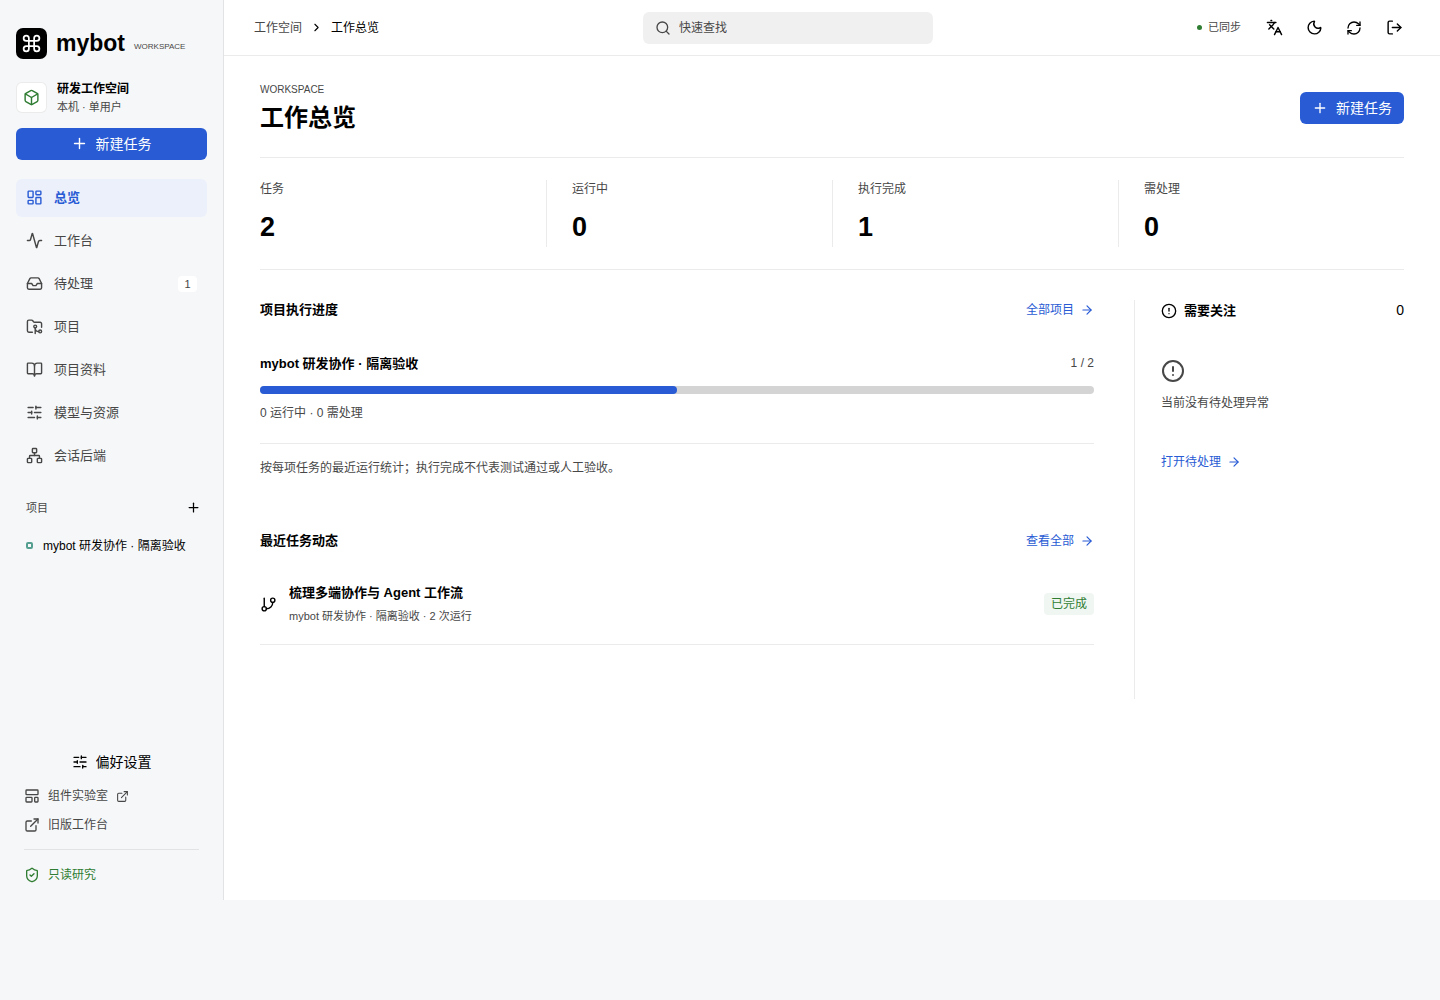 mybot WORKSPACE
研发工作空间
本机 · 单用户
新建任务
总览
工作台
待处理 1
项目
项目资料
模型与资源
会话后端
项目
mybot 研发协作 · 隔离验收
偏好设置
组件实验室
旧版工作台
只读研究
工作空间 工作总览
快速查找
已同步
WORKSPACE
工作总览
新建任务
任务
2
运行中
0
执行完成
1
需处理
0
项目执行进度
全部项目
mybot 研发协作 · 隔离验收
1 / 2
0 运行中 · 0 需处理
按每项任务的最近运行统计；执行完成不代表测试通过或人工验收。
最近任务动态
查看全部
梳理多端协作与 Agent 工作流
mybot 研发协作 · 隔离验收 · 2 次运行
已完成
需要关注
0
当前没有待处理异常
打开待处理